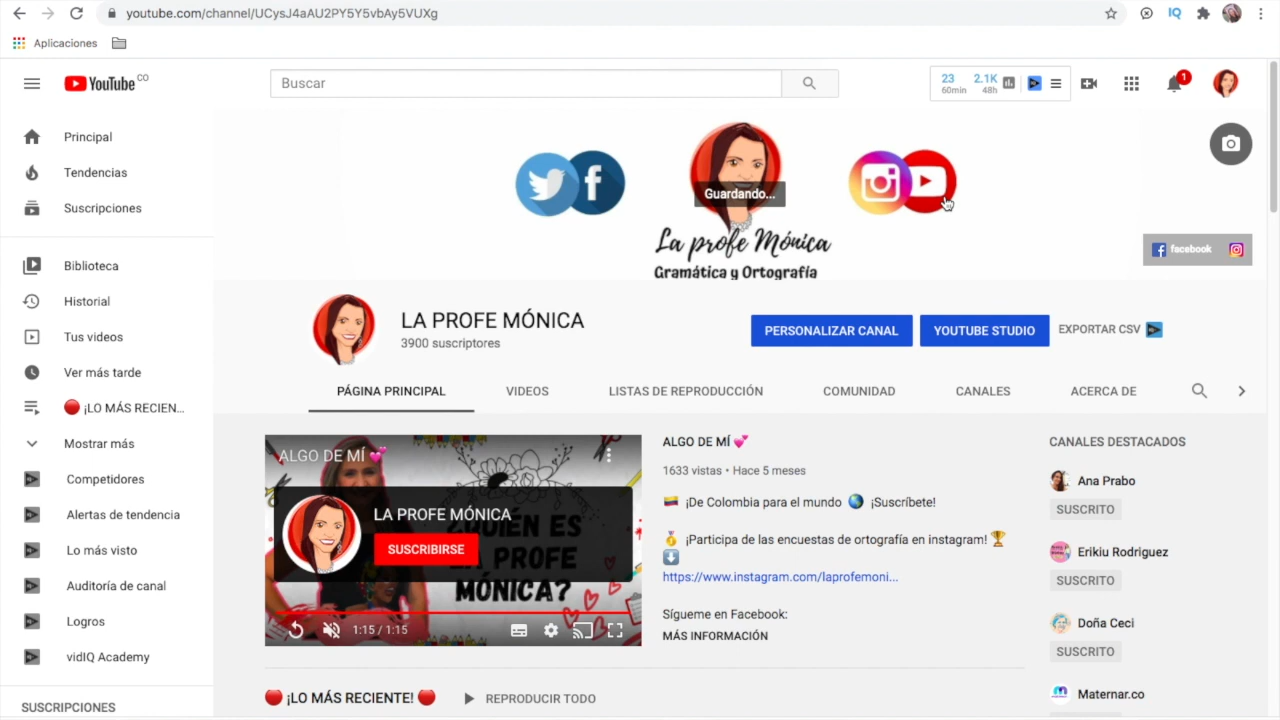 youtube.com/channel/UCysJ4aAU2PY5Y5vbAy5VUXg
IQ
Aplicaciones
YouTube CO
Buscar
23 60min 2.1K 48h
1
Principal
Tendencias
Suscripciones
Biblioteca
Historial
Tus videos
Ver más tarde
¡LO MÁS RECIEN...
Mostrar más
Competidores
Alertas de tendencia
Lo más visto
Auditoría de canal
Logros
vidIQ Academy
SUSCRIPCIONES
Guardando...
La profe Mónica
Gramática y Ortografía
facebook
LA PROFE MÓNICA
3900 suscriptores
PERSONALIZAR CANAL
YOUTUBE STUDIO
EXPORTAR CSV
PÁGINA PRINCIPAL VIDEOS LISTAS DE REPRODUCCIÓN COMUNIDAD CANALES ACERCA DE
ALGO DE MÍ 💕
LA PROFE MÓNICA
SUSCRIBIRSE
¿QUIÉN ES
LA PROFE
MÓNICA?
1:15 / 1:15
ALGO DE MÍ 💕
1633 vistas • Hace 5 meses
🇨🇴 ¡De Colombia para el mundo 🌎 ¡Suscríbete!
🥇 ¡Participa de las encuestas de ortografía en instagram! 🏆
⬇️
https://www.instagram.com/laprofemoni...
Sígueme en Facebook:
MÁS INFORMACIÓN
CANALES DESTACADOS
Ana Prabo
SUSCRITO
Erikiu Rodriguez
SUSCRITO
Doña Ceci
SUSCRITO
Maternar.co
🔴 ¡LO MÁS RECIENTE! 🔴 REPRODUCIR TODO